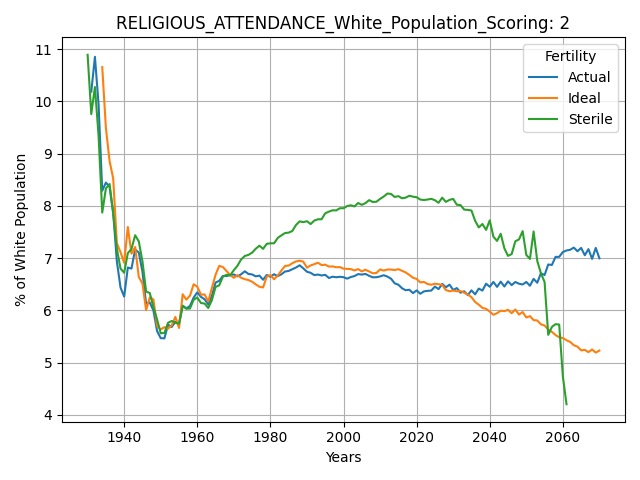 RELIGIOUS_ATTENDANCE_White_Population_Scoring: 2
Fertility
Actual
Ideal
Sterile
% of White Population
11
10
9
8
7
6
5
4
1940 1960 1980 2000 2020 2040 2060
Years